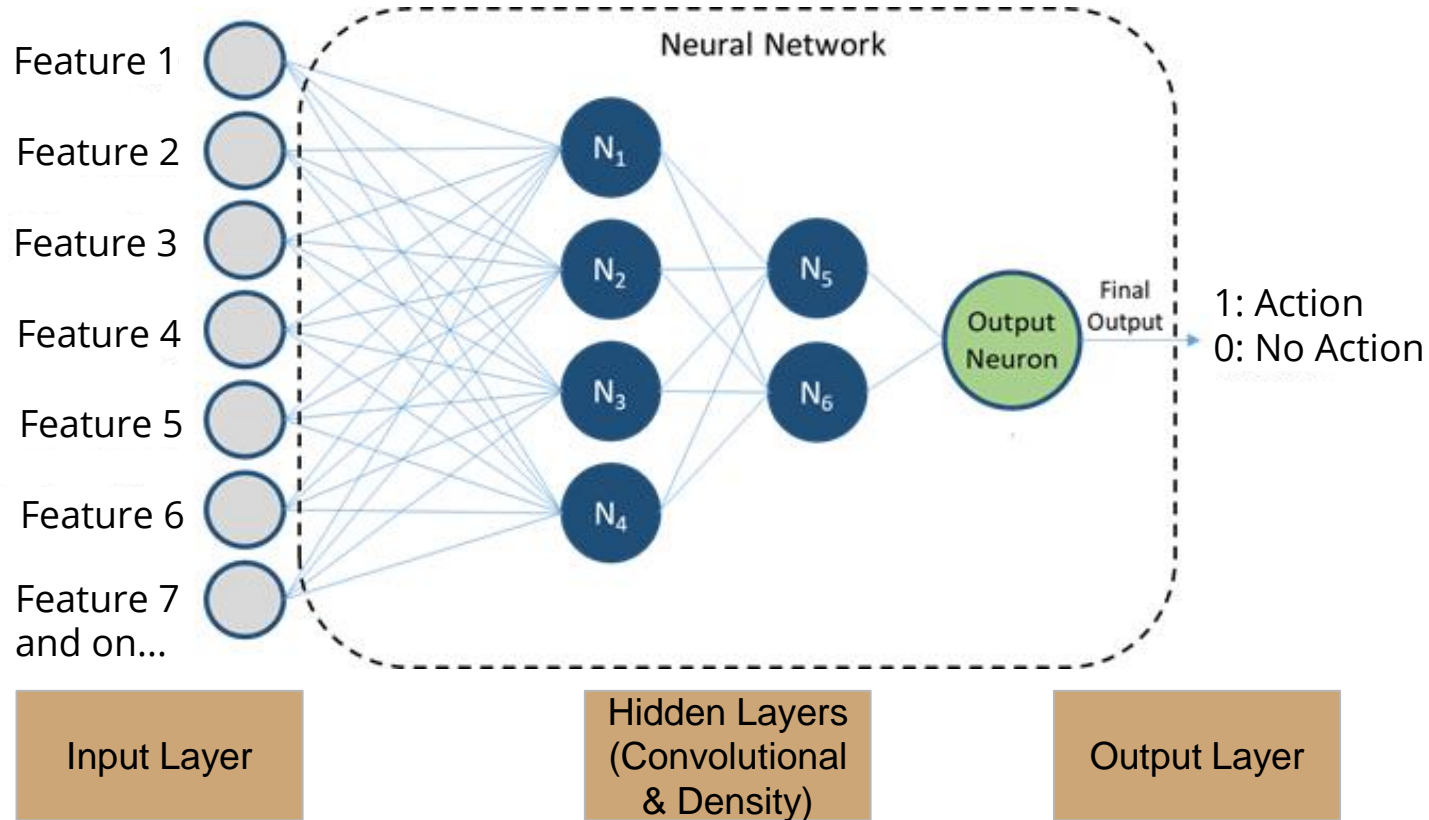 Neural Network
Feature 1
Feature 2
Feature 3
Feature 4
Feature 5
Feature 6
Feature 7
and on...
N₁
N₂
N₃
N₄
N₅
N₆
Output
Neuron
Final
Output
1: Action
0: No Action
Input Layer
Hidden Layers
(Convolutional
& Density)
Output Layer